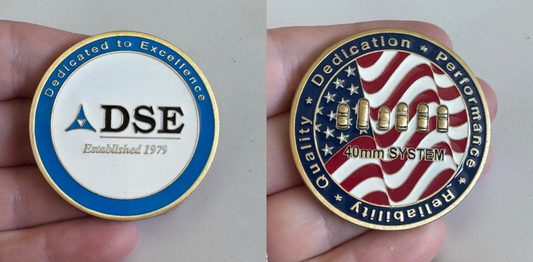 Dedicated to Excellence
DSE
Established 1979
Quality ★ Dedication ★ Performance ★ Reliability ★
40mm SYSTEM